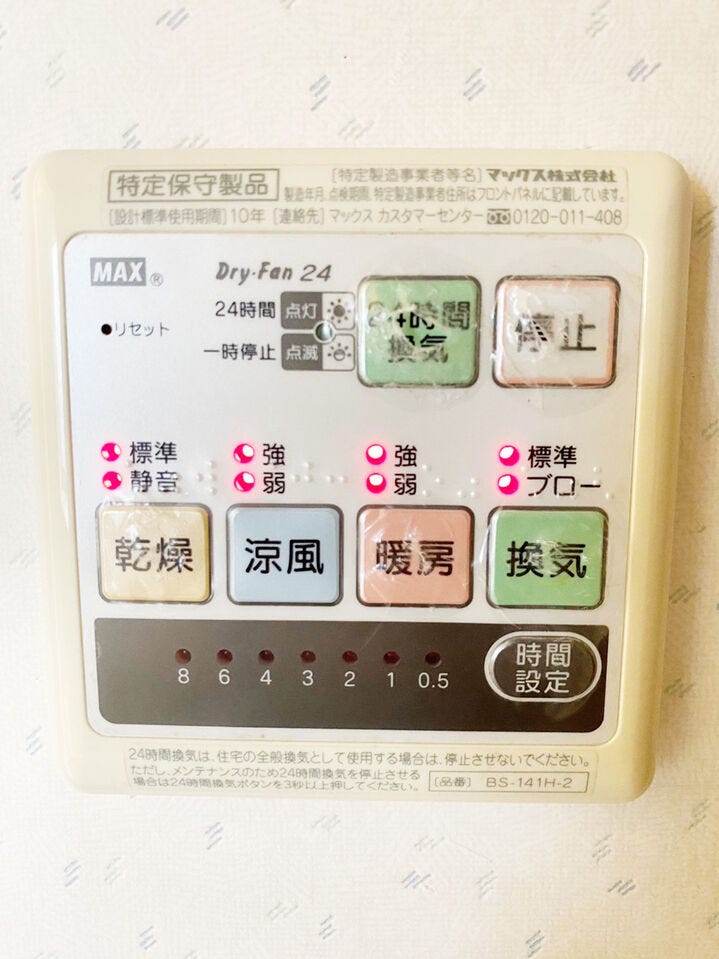 特定保守製品
[特定製造事業者等名] マックス株式会社
製造年月、点検期間、特定製造事業者住所はフロントパネルに記載しています。
[設計標準使用期間] 10年 [連絡先] マックス カスタマーセンター 0120-011-408
MAX® Dry・Fan 24
24時間 点灯
24時間
換気
停止
リセット
一時停止 点滅
標準
静音
強
弱
強
弱
標準
ブロー
乾燥
涼風
暖房
換気
8 6 4 3 2 1 0.5
時間
設定
24時間換気は、住宅の全般換気として使用する場合は、停止させないでください。
ただし、メンテナンスのため24時間換気を停止させる
場合は24時間換気ボタンを3秒以上押してください。
[品番] BS-141H-2